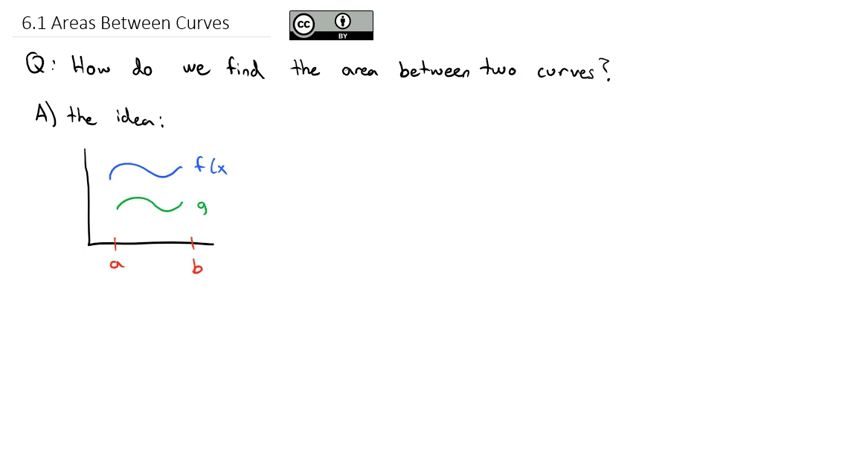 6.1 Areas Between Curves
cc
BY
Q: How do we find the area between two curves?
A) the idea:
f(x
g
a b